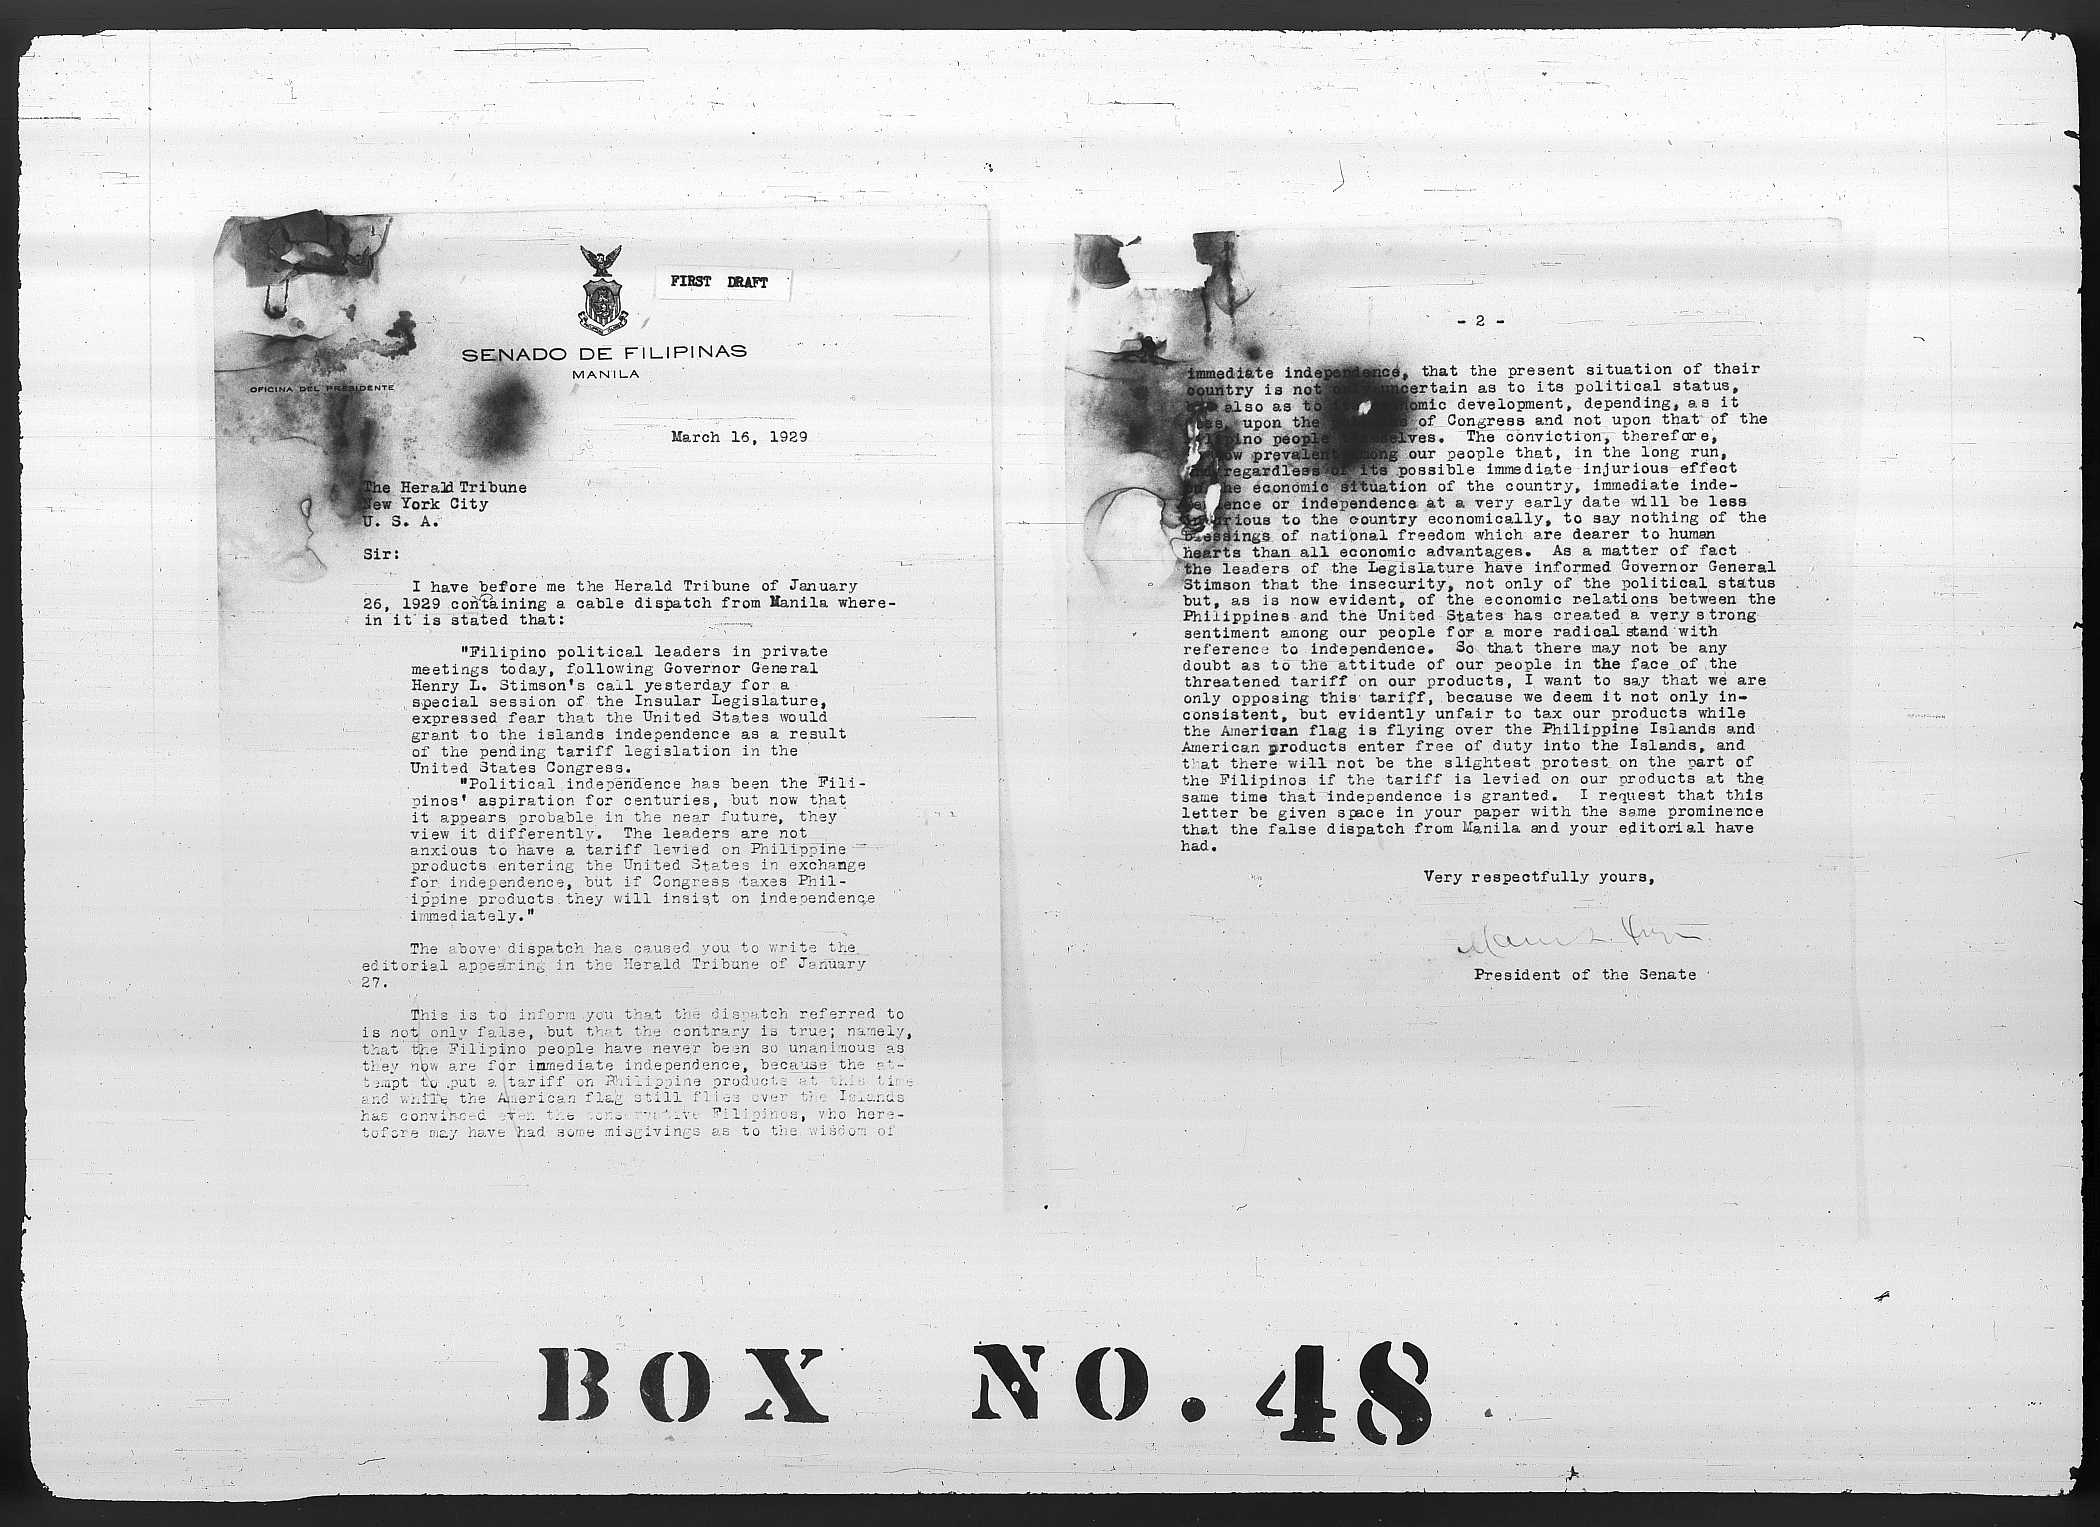 FIRST DRAFT
SENADO DE FILIPINAS
MANILA
OFICINA DEL PRESIDENTE
March 16, 1929
The Herald Tribune
New York City
U. S. A.
Sir:
I have before me the Herald Tribune of January
26, 1929 containing a cable dispatch from Manila where-
in it is stated that:
"Filipino political leaders in private
meetings today, following Governor General
Henry L. Stimson's call yesterday for a
special session of the Insular Legislature,
expressed fear that the United States would
grant to the islands independence as a result
of the pending tariff legislation in the
United States Congress.
"Political independence has been the Fili-
pinos' aspiration for centuries, but now that
it appears probable in the near future, they
view it differently. The leaders are not
anxious to have a tariff levied on Philippine
products entering the United States in exchange
for independence, but if Congress taxes Phil-
ippine products they will insist on independence
immediately."
The above dispatch has caused you to write the
editorial appearing in the Herald Tribune of January
27.
This is to inform you that the dispatch referred to
is not only false, but that the contrary is true; namely,
that the Filipino people have never been so unanimous as
they now are for immediate independence, because the at-
tempt to put a tariff on Philippine products at this time
and while the American flag still flies over the Islands
has convinced even the conservative Filipinos, who here-
tofore may have had some misgivings as to the wisdom of
- 2 -
immediate independence, that the present situation of their
country is not only uncertain as to its political status,
also as to economic development, depending, as it
upon the of Congress and not upon that of the
Filipino people themselves. The conviction, therefore,
now prevalent among our people that, in the long run,
regardless of its possible immediate injurious effect
the economic situation of the country, immediate inde-
pendence or independence at a very early date will be less
injurious to the country economically, to say nothing of the
blessings of national freedom which are dearer to human
hearts than all economic advantages. As a matter of fact
the leaders of the Legislature have informed Governor General
Stimson that the insecurity, not only of the political status
but, as is now evident, of the economic relations between the
Philippines and the United States has created a very strong
sentiment among our people for a more radical stand with
reference to independence. So that there may not be any
doubt as to the attitude of our people in the face of the
threatened tariff on our products, I want to say that we are
only opposing this tariff, because we deem it not only in-
consistent, but evidently unfair to tax our products while
the American flag is flying over the Philippine Islands and
American products enter free of duty into the Islands, and
that there will not be the slightest protest on the part of
the Filipinos if the tariff is levied on our products at the
same time that independence is granted. I request that this
letter be given space in your paper with the same prominence
that the false dispatch from Manila and your editorial have
had.
Very respectfully yours,
President of the Senate
BOX NO. 48